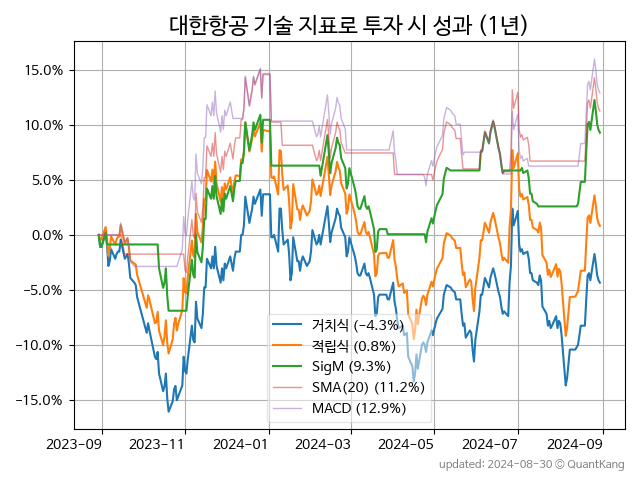 대한항공 기술 지표로 투자 시 성과 (1년)
15.0%
10.0%
5.0%
0.0%
−5.0%
−10.0%
−15.0%
거치식 (−4.3%)
적립식 (0.8%)
SigM (9.3%)
SMA(20) (11.2%)
MACD (12.9%)
2023-09
2023-11
2024-01
2024-03
2024-05
2024-07
2024-09
updated: 2024-08-30 © QuantKang